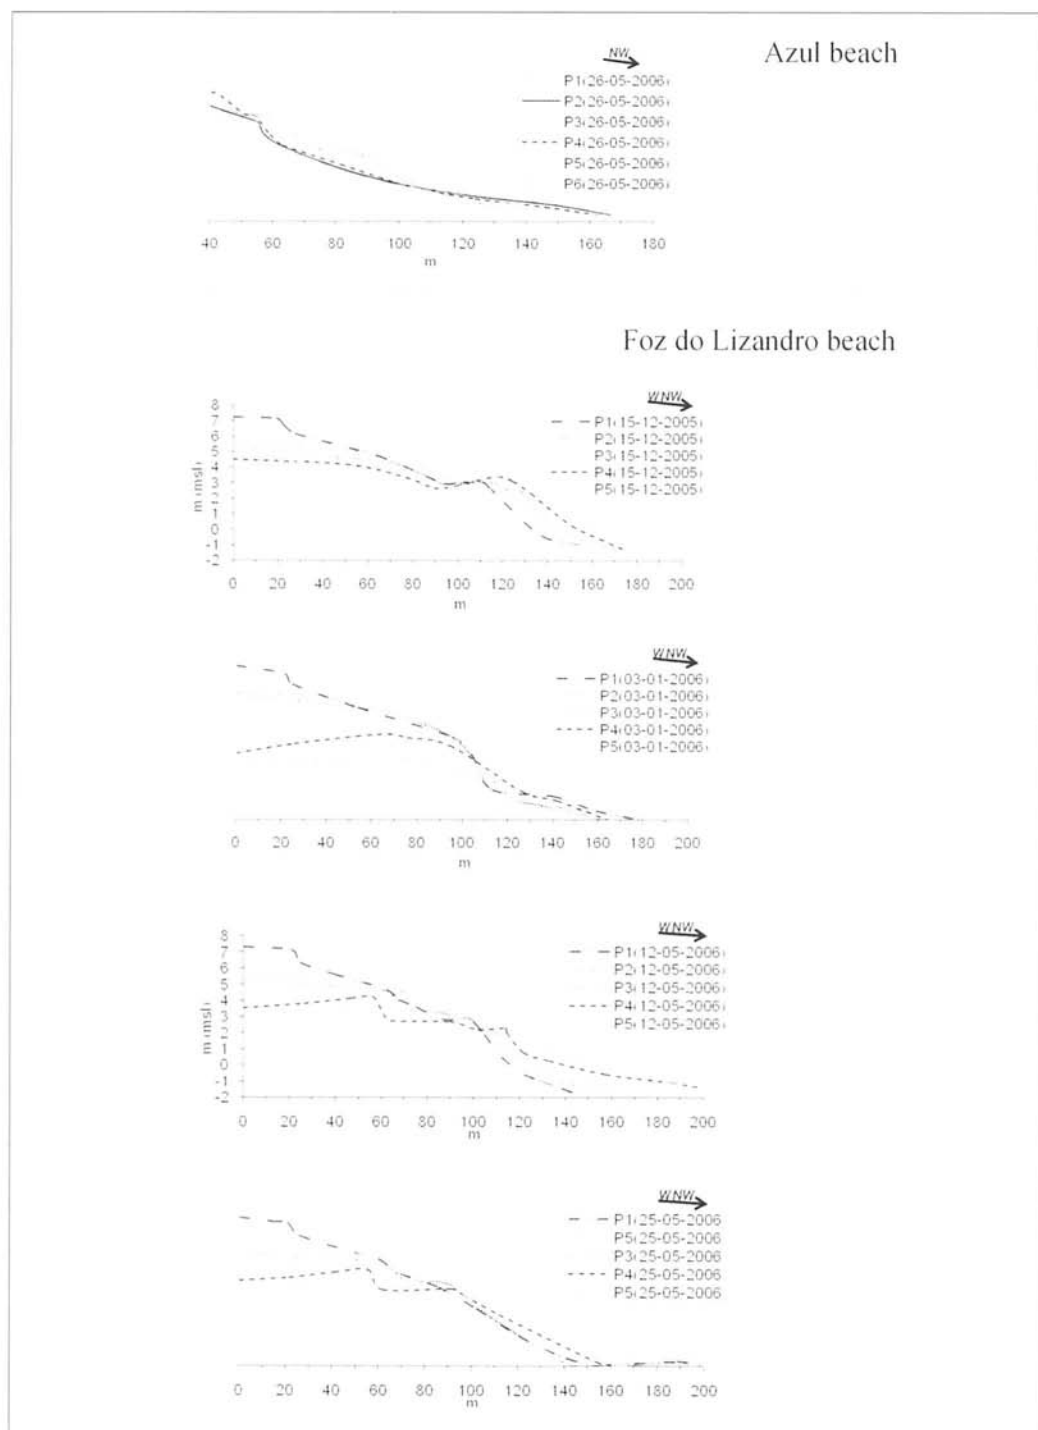 Azul beach
NW
P1(26-05-2006)
P2(26-05-2006)
P3(26-05-2006)
P4(26-05-2006)
P5(26-05-2006)
P6(26-05-2006)
40 60 80 100 120 140 160 180
m
Foz do Lizandro beach
WNW
P1(15-12-2005)
P2(15-12-2005)
P3(15-12-2005)
P4(15-12-2005)
P5(15-12-2005)
m (msl)
8
7
6
5
4
3
2
1
0
-1
-2
0 20 40 60 80 100 120 140 160 180 200
m
WNW
P1(03-01-2006)
P2(03-01-2006)
P3(03-01-2006)
P4(03-01-2006)
P5(03-01-2006)
0 20 40 60 80 100 120 140 160 180 200
m
WNW
P1(12-05-2006)
P2(12-05-2006)
P3(12-05-2006)
P4(12-05-2006)
P5(12-05-2006)
m (msl)
8
7
6
5
4
3
2
1
0
-1
-2
0 20 40 60 80 100 120 140 160 180 200
m
WNW
P1(25-05-2006
P5(25-05-2006
P3(25-05-2006
P4(25-05-2006
P5(25-05-2006
0 20 40 60 80 100 120 140 160 180 200